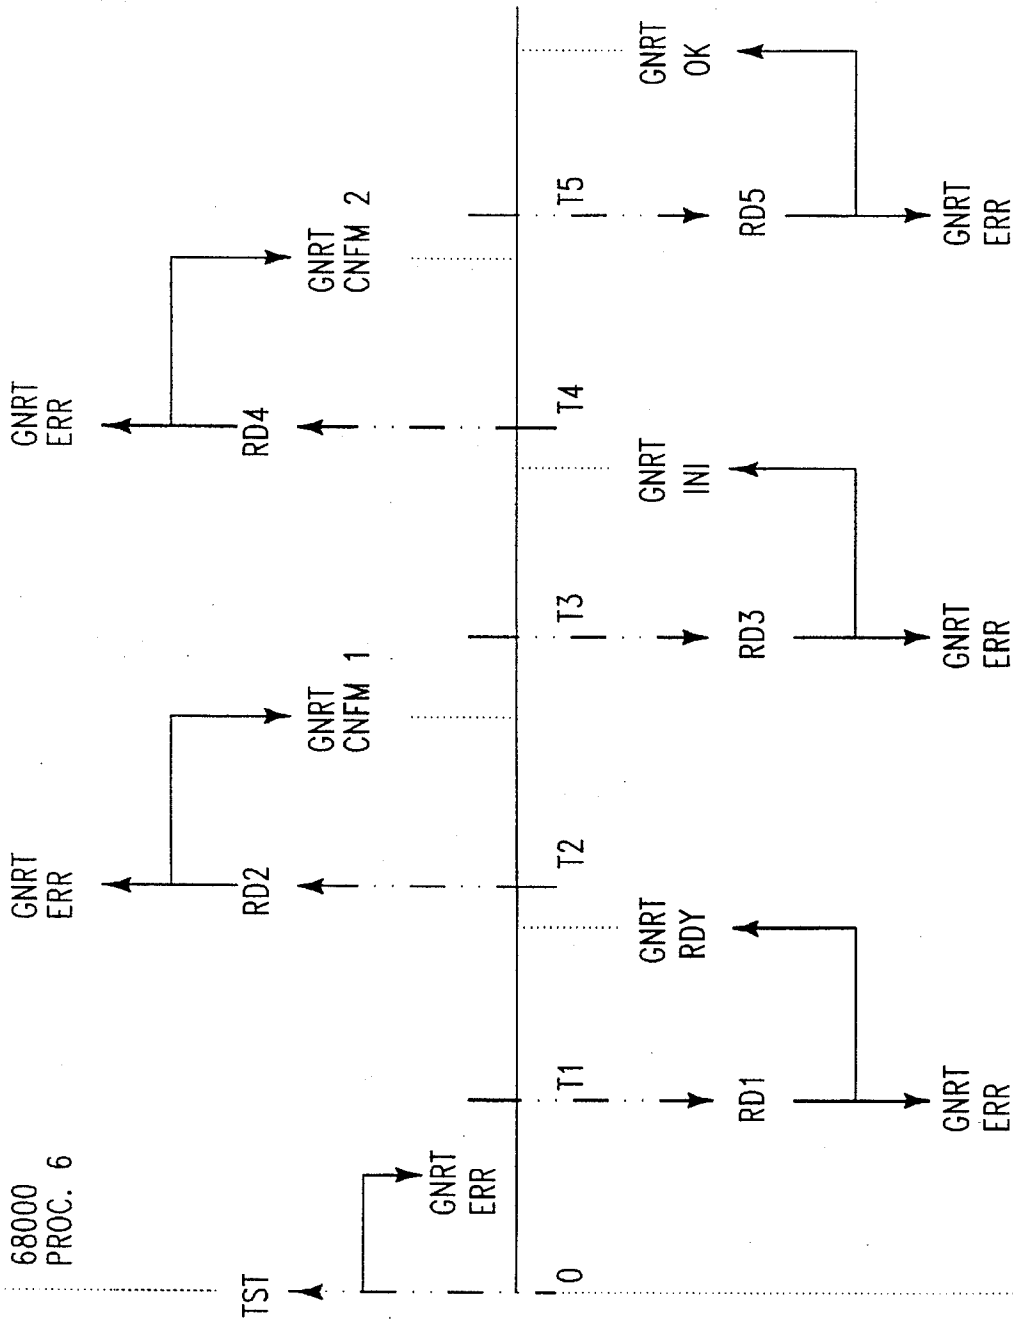 68000
PROC. 6
TST
GNRT
ERR
0
T1
RD1
GNRT
ERR
GNRT
RDY
T2
RD2
GNRT
ERR
GNRT
CNFM 1
T3
RD3
GNRT
ERR
GNRT
INI
T4
RD4
GNRT
ERR
GNRT
CNFM 2
T5
RD5
GNRT
ERR
GNRT
OK